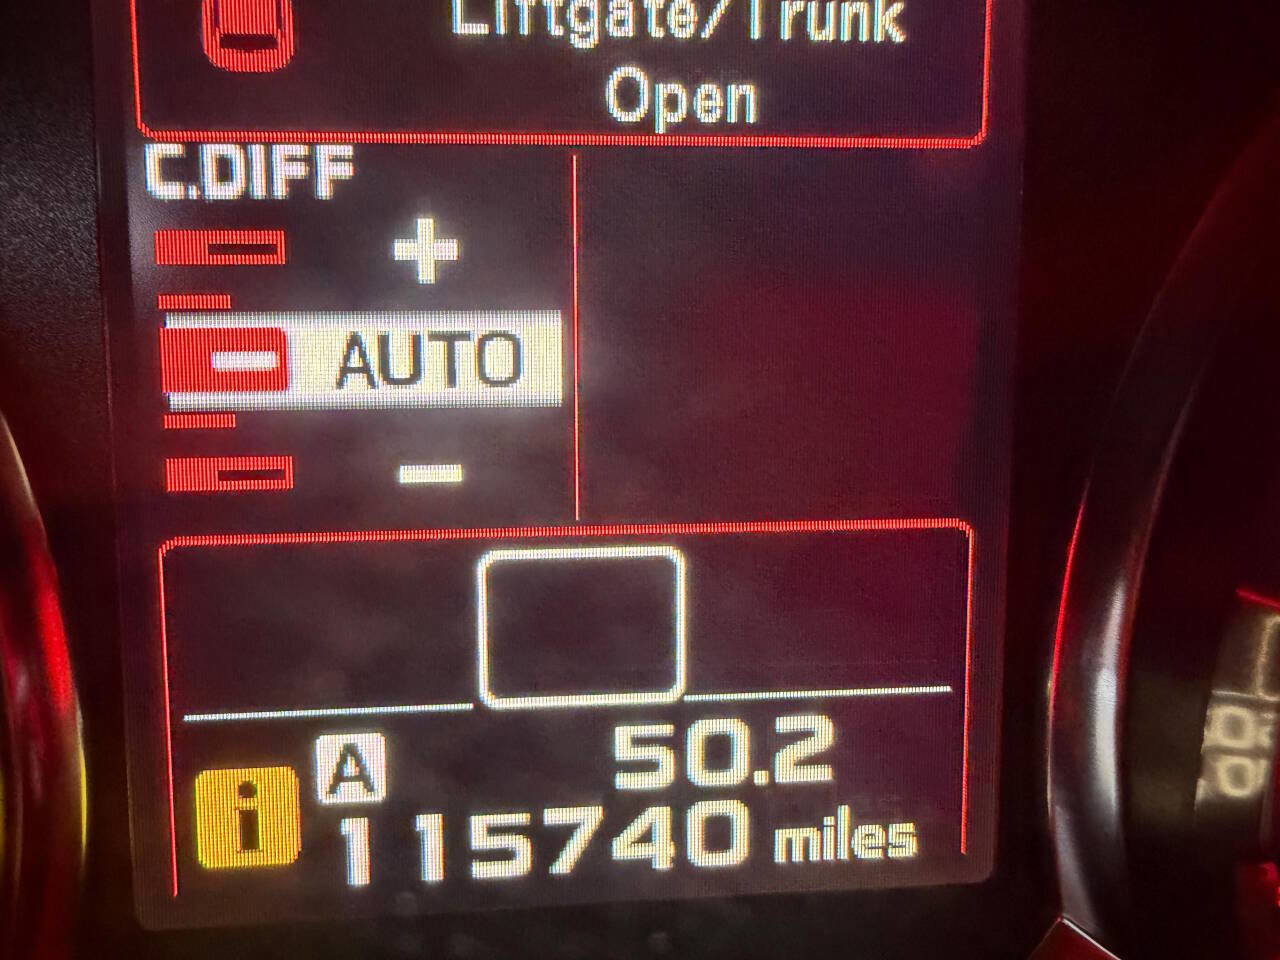 Liftgate/Trunk
Open
C.DIFF
+
AUTO
-
A 50.2
i 115740 miles